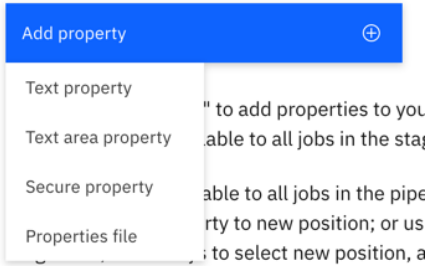 Add property
Text property
Text area property
Secure property
Properties file
" to add properties to you
able to all jobs in the
able to all jobs in the pipe
rty to new position; or us
to select new position, a